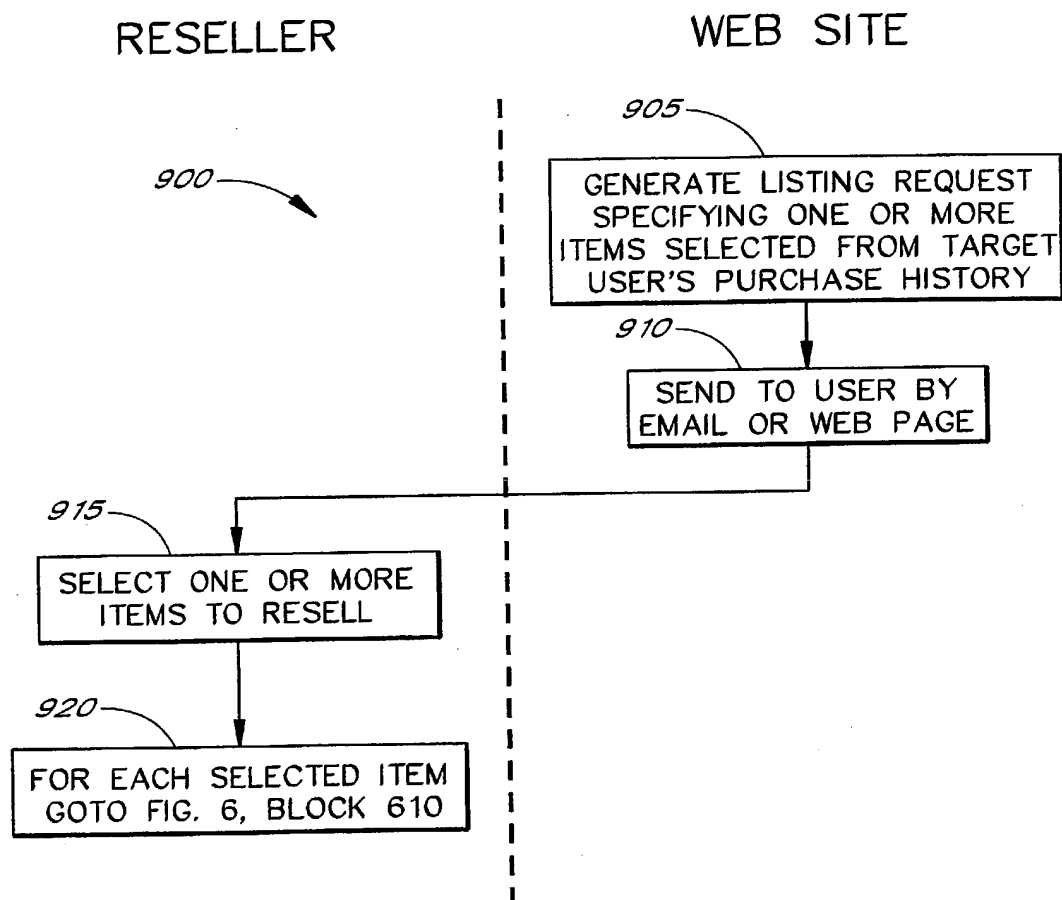 RESELLER
WEB SITE
900
905
GENERATE LISTING REQUEST
SPECIFYING ONE OR MORE
ITEMS SELECTED FROM TARGET
USER'S PURCHASE HISTORY
910
SEND TO USER BY
EMAIL OR WEB PAGE
915
SELECT ONE OR MORE
ITEMS TO RESELL
920
FOR EACH SELECTED ITEM
GOTO FIG. 6, BLOCK 610